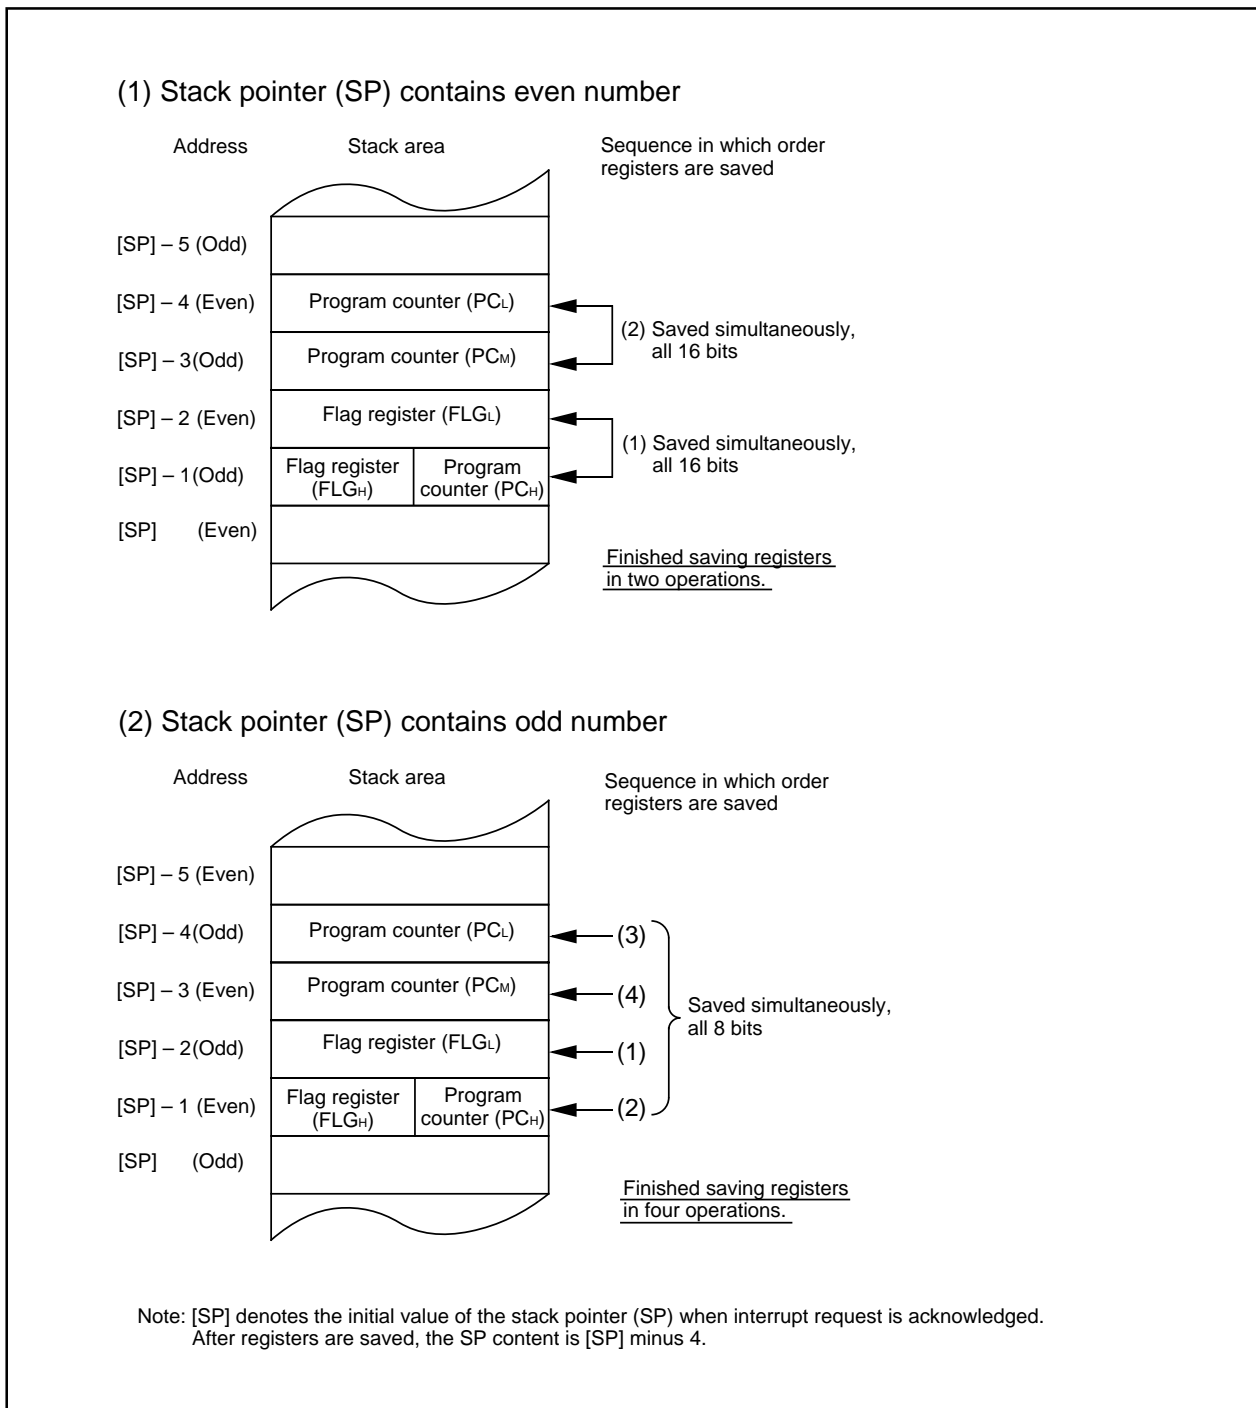 (1) Stack pointer (SP) contains even number
Address Stack area Sequence in which order
registers are saved
[SP] – 5 (Odd)
[SP] – 4 (Even) Program counter (PCL)
(2) Saved simultaneously,
all 16 bits
[SP] – 3(Odd) Program counter (PCM)
[SP] – 2 (Even) Flag register (FLGL)
(1) Saved simultaneously,
all 16 bits
[SP] – 1(Odd) Flag register
(FLGH) Program
counter (PCH)
[SP] (Even)
Finished saving registers
in two operations.
(2) Stack pointer (SP) contains odd number
Address Stack area Sequence in which order
registers are saved
[SP] – 5 (Even)
[SP] – 4(Odd) Program counter (PCL) (3)
[SP] – 3 (Even) Program counter (PCM) (4)
Saved simultaneously,
all 8 bits
[SP] – 2(Odd) Flag register (FLGL) (1)
[SP] – 1 (Even) Flag register
(FLGH) Program
counter (PCH) (2)
[SP] (Odd)
Finished saving registers
in four operations.
Note: [SP] denotes the initial value of the stack pointer (SP) when interrupt request is acknowledged.
After registers are saved, the SP content is [SP] minus 4.